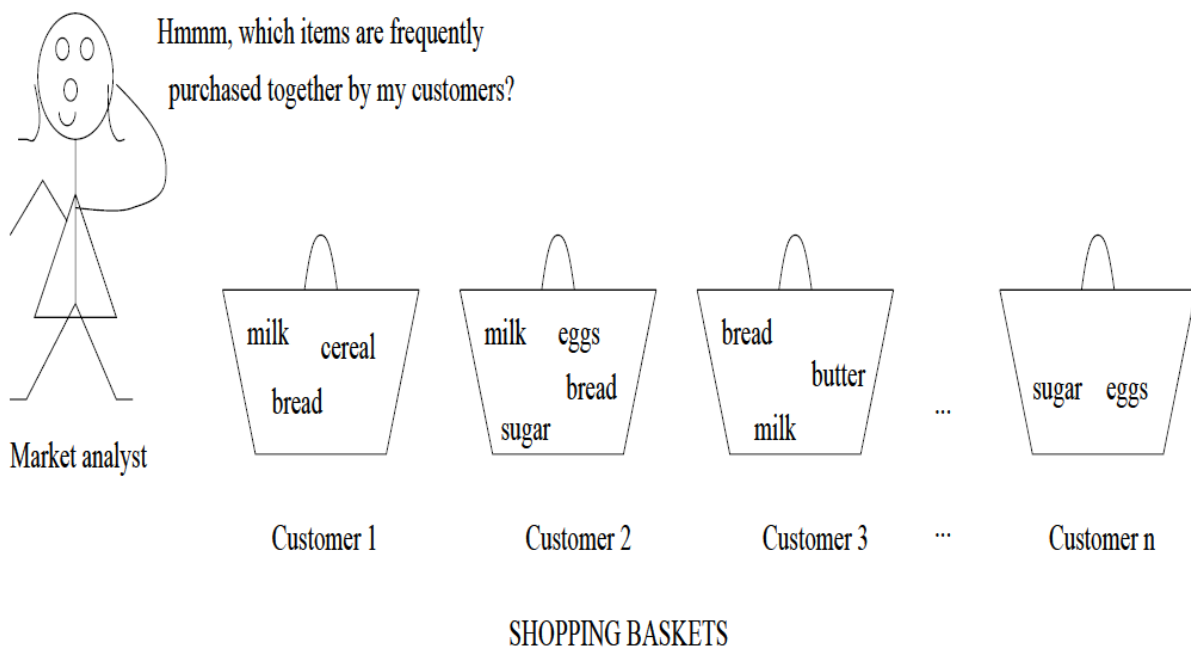 Hmmm, which items are frequently
purchased together by my customers?
milk
cereal
bread
milk eggs
bread
sugar
bread
butter
milk
...
sugar eggs
Market analyst
Customer 1 Customer 2 Customer 3 ... Customer n
SHOPPING BASKETS